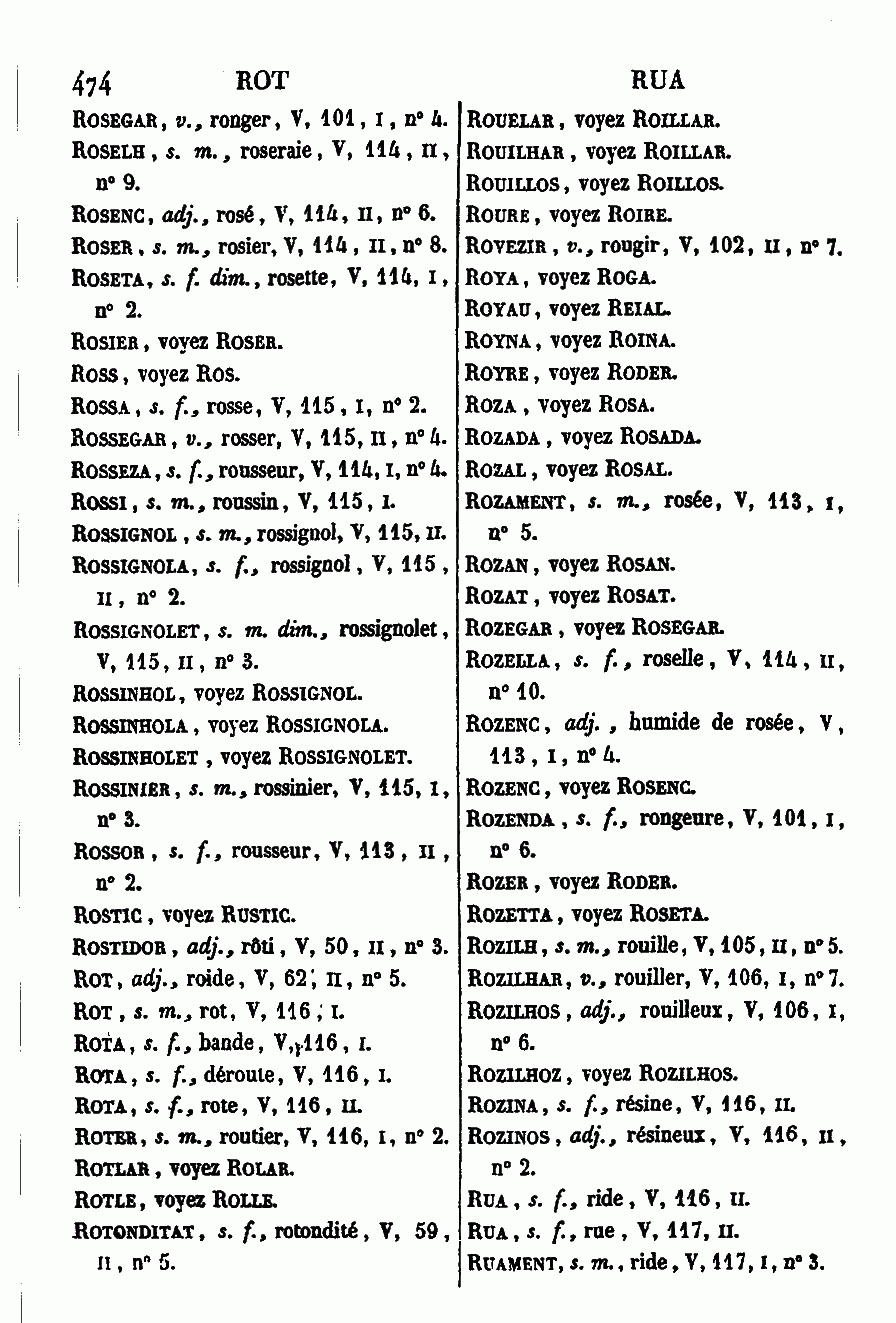 474 ROT RUA
ROSEGAR, v., ronger, V, 101, I, n° 4.
ROSELH, s. m., roseraie, V, 114, II,
n° 9.
ROSENC, adj., rosé, V, 114, II, n° 6.
ROSER, s. m., rosier, V, 114, II, n° 8.
ROSETA, s. f. dim., rosette, V, 114, I,
n° 2.
ROSIER, voyez ROSER.
ROSS, voyez ROS.
ROSSA, s. f., rosse, V, 115, I, n° 2.
ROSSEGAR, v., rosser, V, 115, II, n° 4.
ROSSEZA, s. f., rousseur, V, 114, I, n° 4.
ROSSI, s. m., roussin, V, 115, I.
ROSSIGNOL, s. m., rossignol, V, 115, II.
ROSSIGNOLA, s. f., rossignol, V, 115,
II, n° 2.
ROSSIGNOLET, s. m. dim., rossignolet,
V, 115, II, n° 3.
ROSSINHOL, voyez ROSSIGNOL.
ROSSINHOLA, voyez ROSSIGNOLA.
ROSSINHOLET, voyez ROSSIGNOLET.
ROSSINIER, s. m., rossinier, V, 115, I,
n° 3.
ROSSOR, s. f., rousseur, V, 113, II,
n° 2.
ROSTIC, voyez RUSTIC.
ROSTIDOR, adj., rôti, V, 50, II, n° 3.
ROT, adj., roide, V, 62, II, n° 5.
ROT, s. m., rot, V, 116, I.
ROTA, s. f., bande, V, 116, I.
ROTA, s. f., déroute, V, 116, I.
ROTA, s. f., rote, V, 116, II.
ROTER, s. m., routier, V, 116, I, n° 2.
ROTLAR, voyez ROLAR.
ROTLE, voyez ROLLE.
ROTONDITAT, s. f., rotondité, V, 59,
II, n° 5.
ROUELAR, voyez ROILLAR.
ROUILHAR, voyez ROILLAR.
ROUILLOS, voyez ROILLOS.
ROURE, voyez ROIRE.
ROVEZIR, v., rougir, V, 102, II, n° 7.
ROYA, voyez ROGA.
ROYAU, voyez REIAL.
ROYNA, voyez ROINA.
ROYRE, voyez RODER.
ROZA, voyez ROSA.
ROZADA, voyez ROSADA.
ROZAL, voyez ROSAL.
ROZAMENT, s. m., rosée, V, 113, I,
n° 5.
ROZAN, voyez ROSAN.
ROZAT, voyez ROSAT.
ROZEGAR, voyez ROSEGAR.
ROZELLA, s. f., roselle, V, 114, II,
n° 10.
ROZENC, adj., humide de rosée, V,
113, I, n° 4.
ROZENC, voyez ROSENC.
ROZENDA, s. f., rongeure, V, 101, I,
n° 6.
ROZER, voyez RODER.
ROZETTA, voyez ROSETA.
ROZILH, s. m., rouille, V, 105, II, n° 5.
ROZILHAR, v., rouiller, V, 106, I, n° 7.
ROZILHOS, adj., rouilleux, V, 106, I,
n° 6.
ROZILHOZ, voyez ROZILHOS.
ROZINA, s. f., résine, V, 116, II.
ROZINOS, adj., résineux, V, 116, II,
n° 2.
RUA, s. f., ride, V, 116, II.
RUA, s. f., rue, V, 117, II.
RUAMENT, s. m., ride, V, 117, I, n° 3.